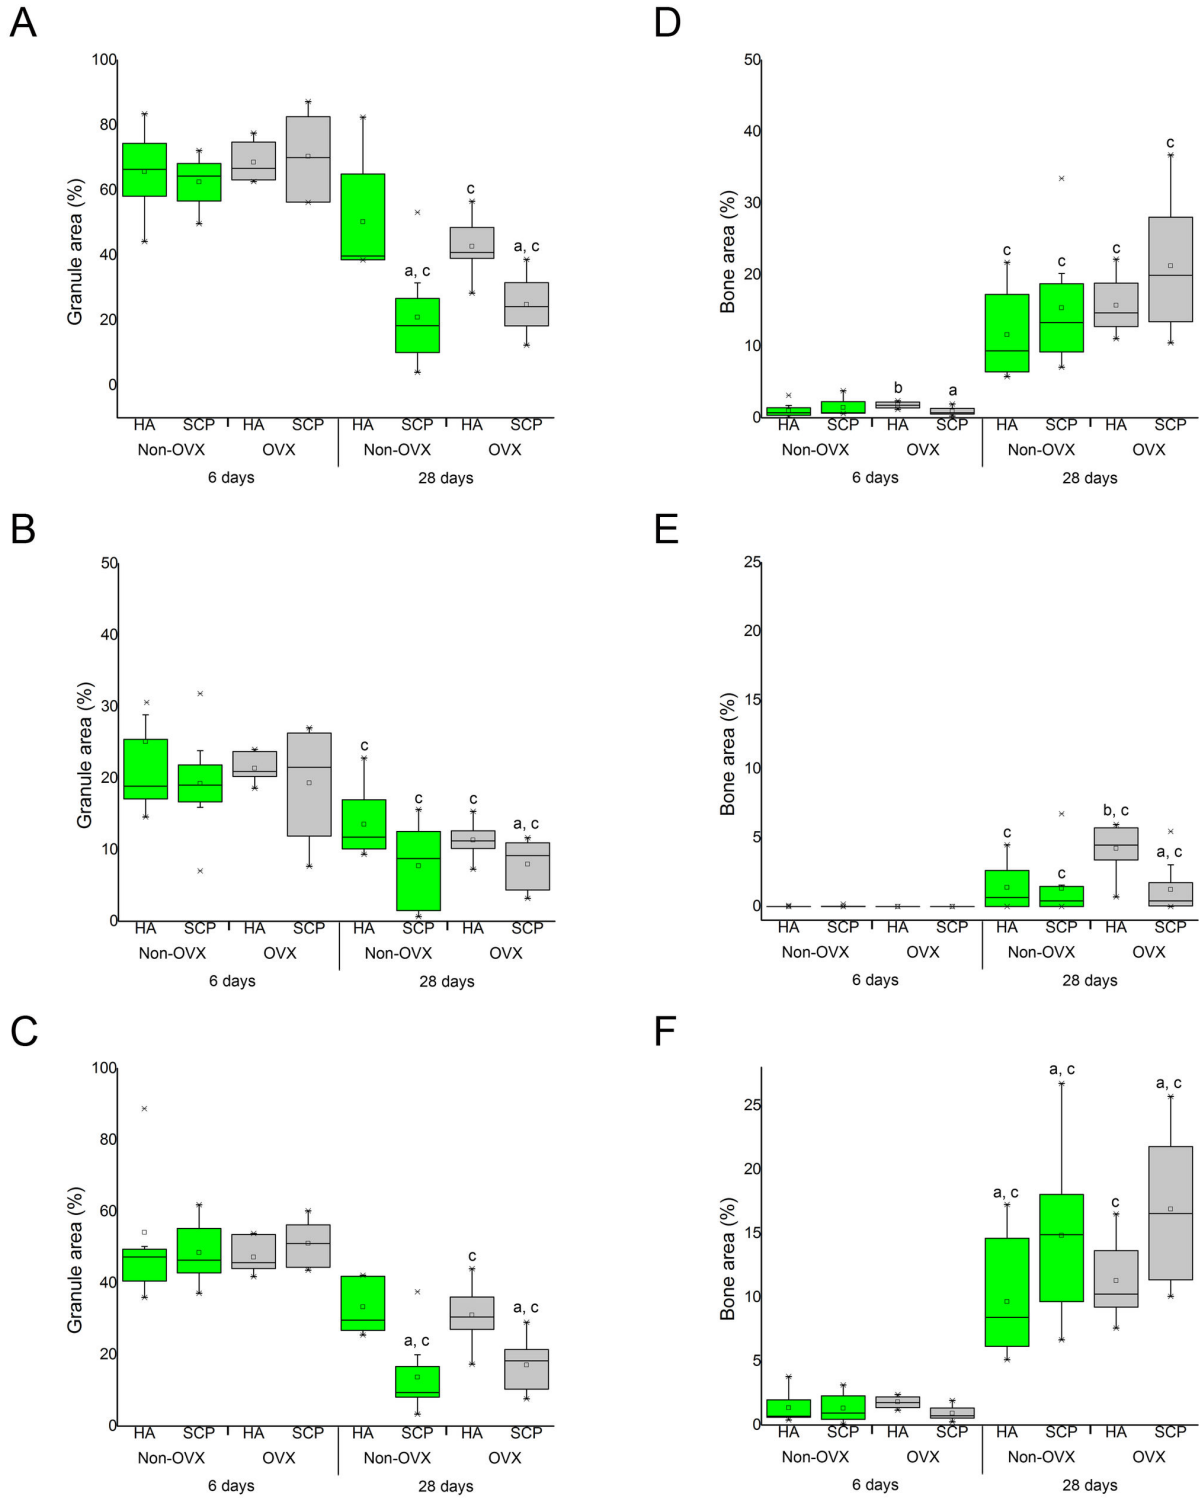 A
Granule area (%)
100
80
60
40
20
0
a, c
c
a, c
HA SCP HA SCP HA SCP HA SCP
Non-OVX OVX Non-OVX OVX
6 days 28 days
D
Bone area (%)
50
40
30
20
10
0
b
a
c
c
c
c
HA SCP HA SCP HA SCP HA SCP
Non-OVX OVX Non-OVX OVX
6 days 28 days
B
Granule area (%)
50
40
30
20
10
0
c
c
c
a, c
HA SCP HA SCP HA SCP HA SCP
Non-OVX OVX Non-OVX OVX
6 days 28 days
E
Bone area (%)
25
20
15
10
5
0
c
c
b, c
a, c
HA SCP HA SCP HA SCP HA SCP
Non-OVX OVX Non-OVX OVX
6 days 28 days
C
Granule area (%)
100
80
60
40
20
0
a, c
c
a, c
HA SCP HA SCP HA SCP HA SCP
Non-OVX OVX Non-OVX OVX
6 days 28 days
F
Bone area (%)
25
20
15
10
5
0
a, c
a, c
c
a, c
HA SCP HA SCP HA SCP HA SCP
Non-OVX OVX Non-OVX OVX
6 days 28 days